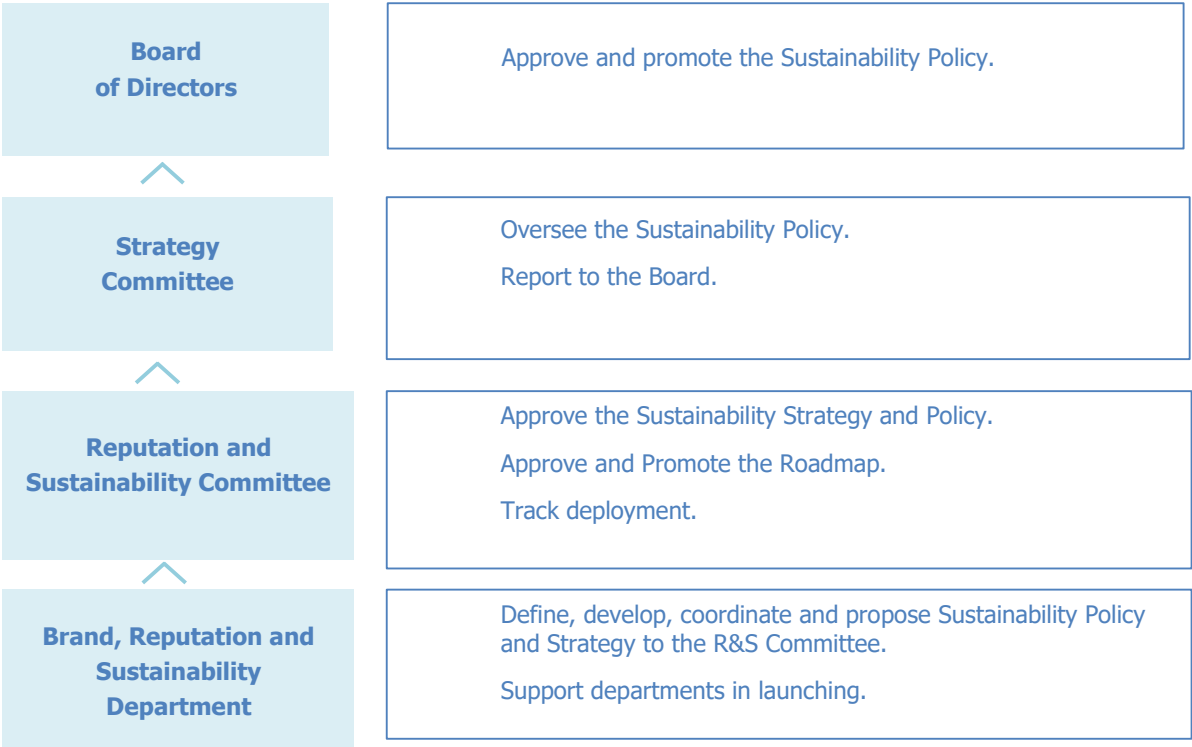 Board
of Directors
Approve and promote the Sustainability Policy.
Strategy
Committee
Oversee the Sustainability Policy.
Report to the Board.
Reputation and
Sustainability Committee
Approve the Sustainability Strategy and Policy.
Approve and Promote the Roadmap.
Track deployment.
Brand, Reputation and
Sustainability
Department
Define, develop, coordinate and propose Sustainability Policy
and Strategy to the R&S Committee.
Support departments in launching.